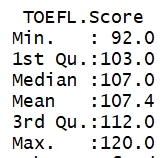 TOEFL.Score
Min.   : 92.0
1st Qu.:103.0
Median :107.0
Mean   :107.4
3rd Qu.:112.0
Max.   :120.0